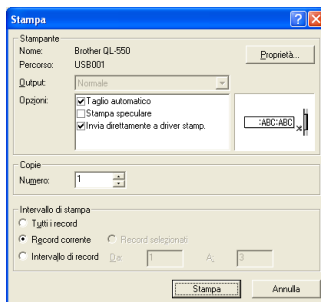 Stampa
Stampante
Nome: Brother QL-550
Proprietà...
Percorso: USB001
Output: Normale
Opzioni: Taglio automatico
Stampa speculare
Invia direttamente a driver stamp.
:ABC:ABC
Copie
Numero: 1
Intervallo di stampa
Tutti i record
Record corrente Record selezionati
Intervallo di record Da: 1 A: 3
Stampa Annulla